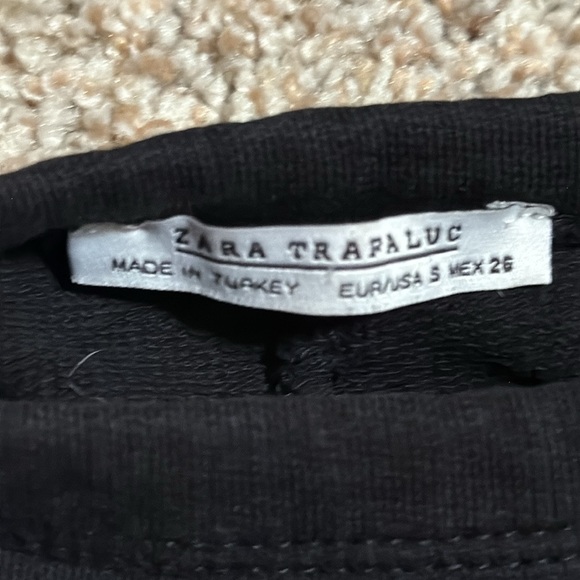 ZARA TRAFALUC
MADE IN TURKEY EUR/USA S MEX 26